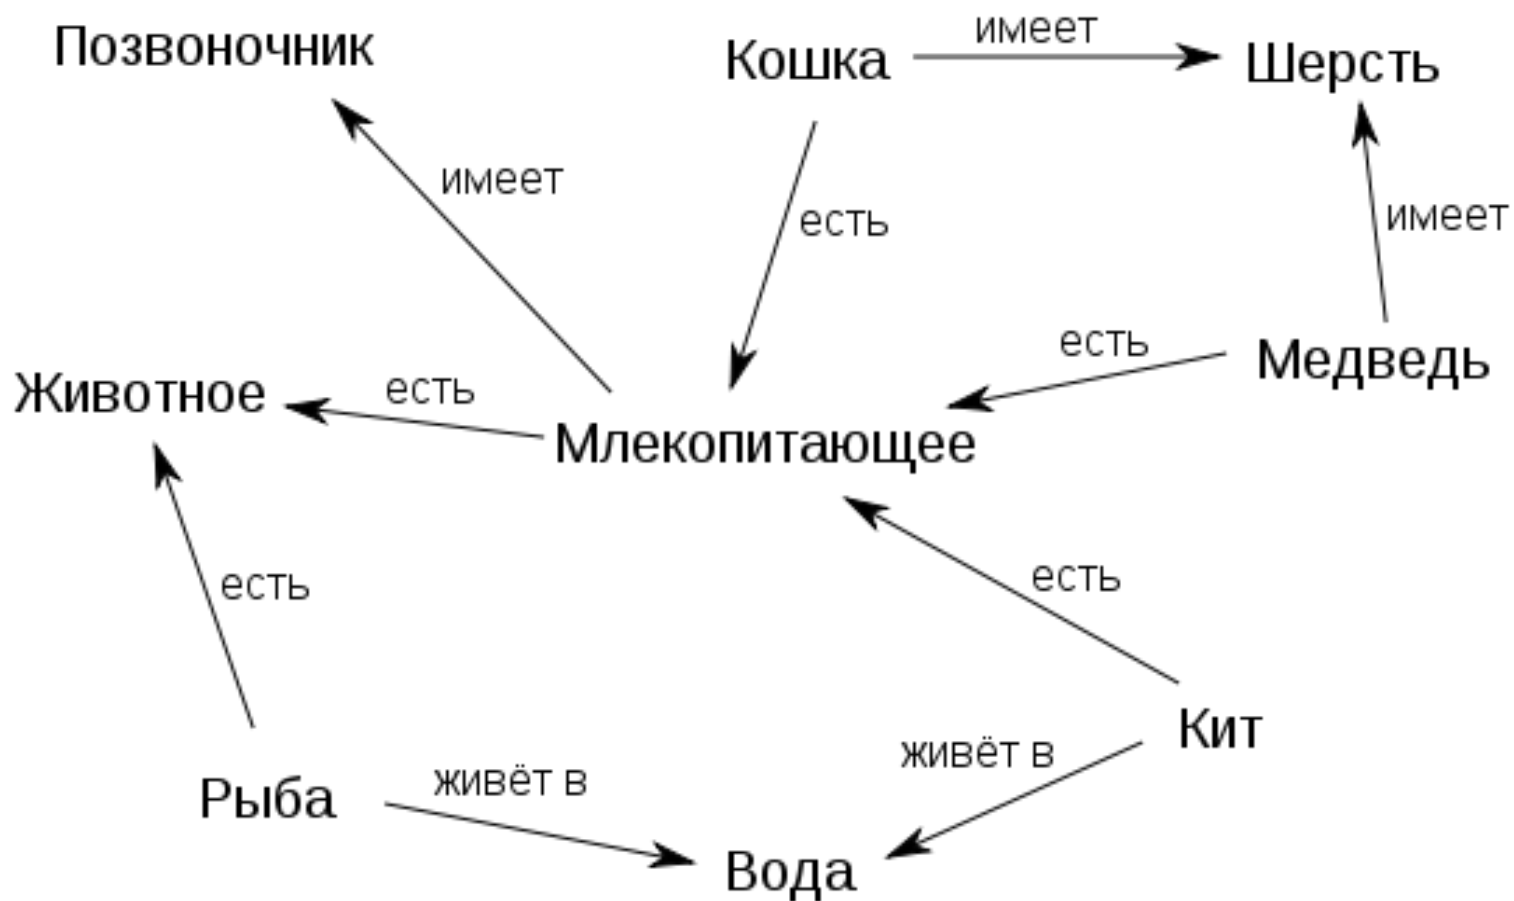 Позвоночник
Кошка
имеет
Шерсть
имеет
есть
имеет
есть
Медведь
Животное
есть
Млекопитающее
есть
есть
Кит
живёт в
Рыба
живёт в
Вода